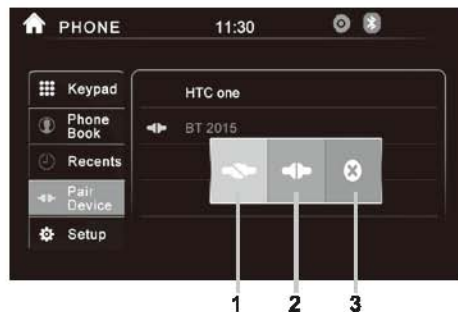 PHONE 11:30
Keypad
HTC one
Phone
Book
BT 2015
Recents
Pair
Device
Setup
1 2 3